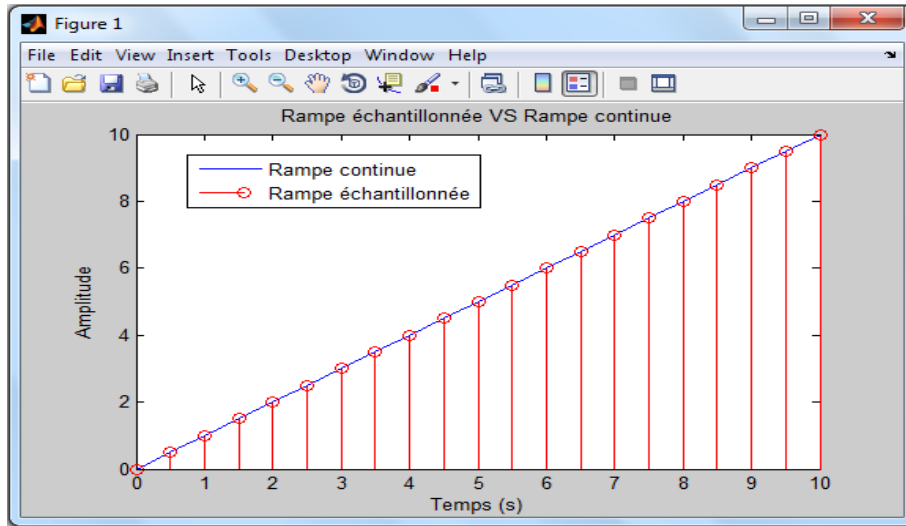 Figure 1
File Edit View Insert Tools Desktop Window Help
Rampe échantillonnée VS Rampe continue
Rampe continue
Rampe échantillonnée
Amplitude
10
8
6
4
2
0
0 1 2 3 4 5 6 7 8 9 10
Temps (s)